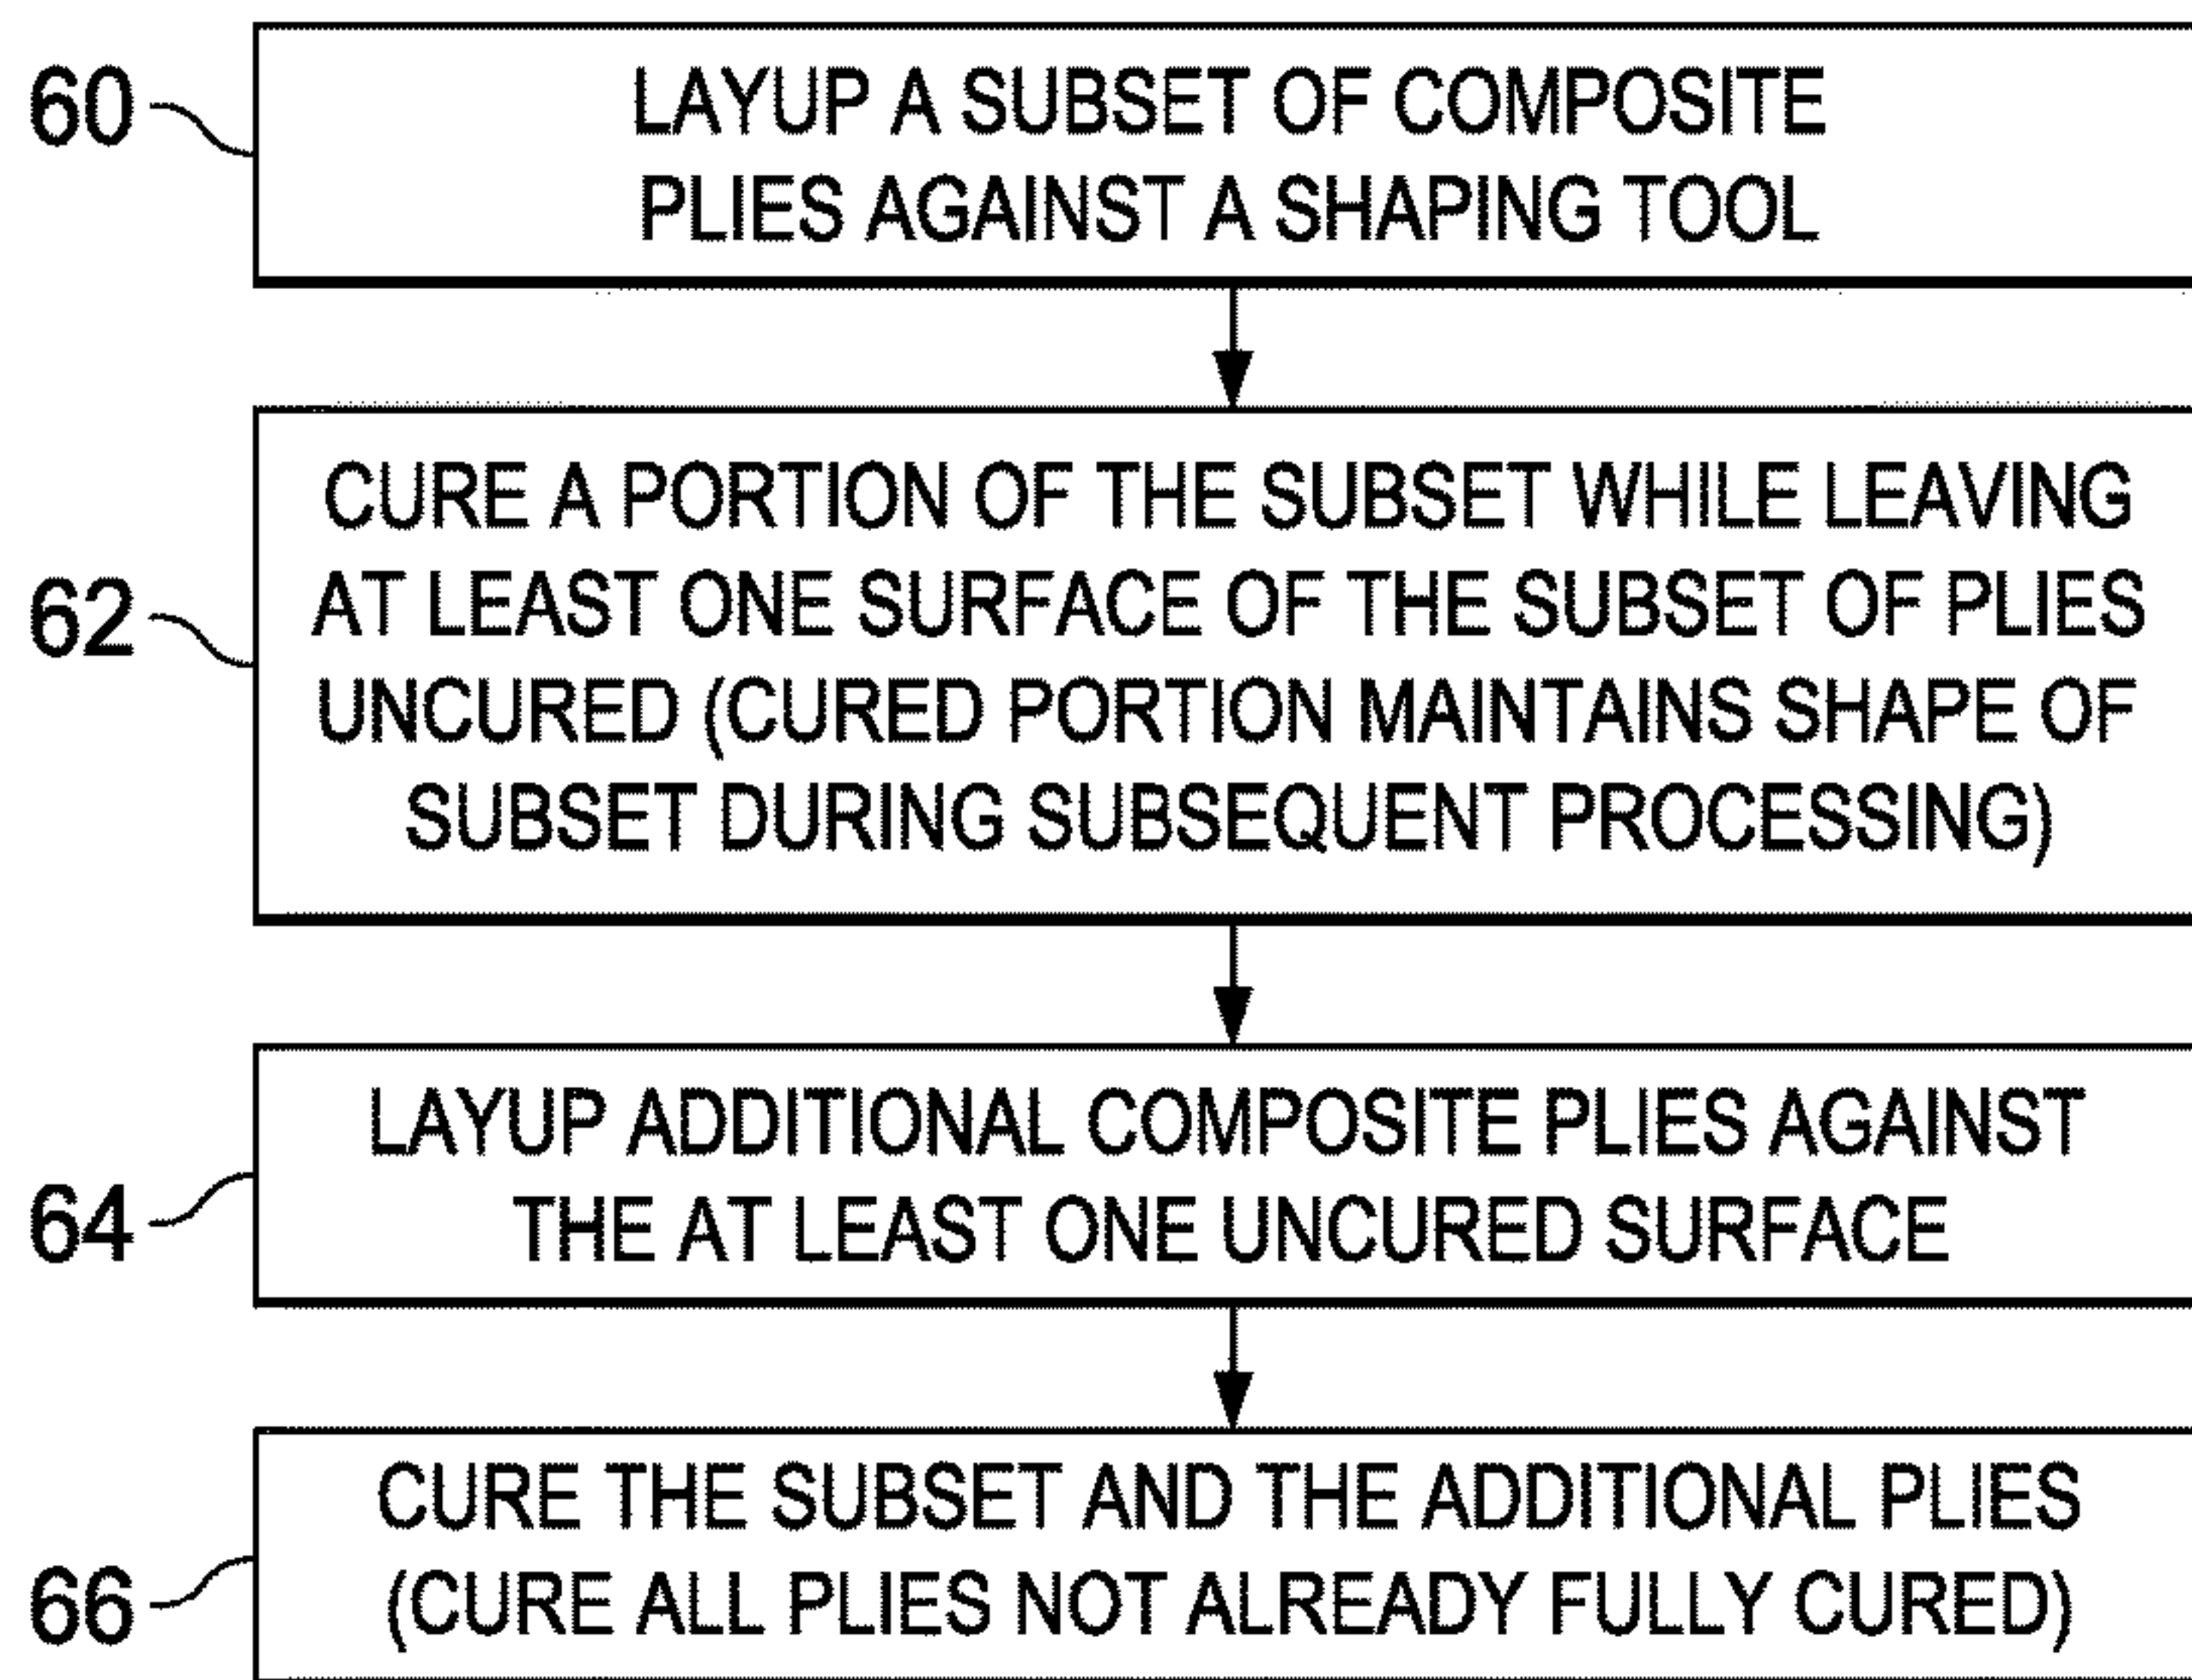 60
LAYUP A SUBSET OF COMPOSITE
PLIES AGAINST A SHAPING TOOL
62
CURE A PORTION OF THE SUBSET WHILE LEAVING
AT LEAST ONE SURFACE OF THE SUBSET OF PLIES
UNCURED (CURED PORTION MAINTAINS SHAPE OF
SUBSET DURING SUBSEQUENT PROCESSING)
64
LAYUP ADDITIONAL COMPOSITE PLIES AGAINST
THE AT LEAST ONE UNCURED SURFACE
66
CURE THE SUBSET AND THE ADDITIONAL PLIES
(CURE ALL PLIES NOT ALREADY FULLY CURED)